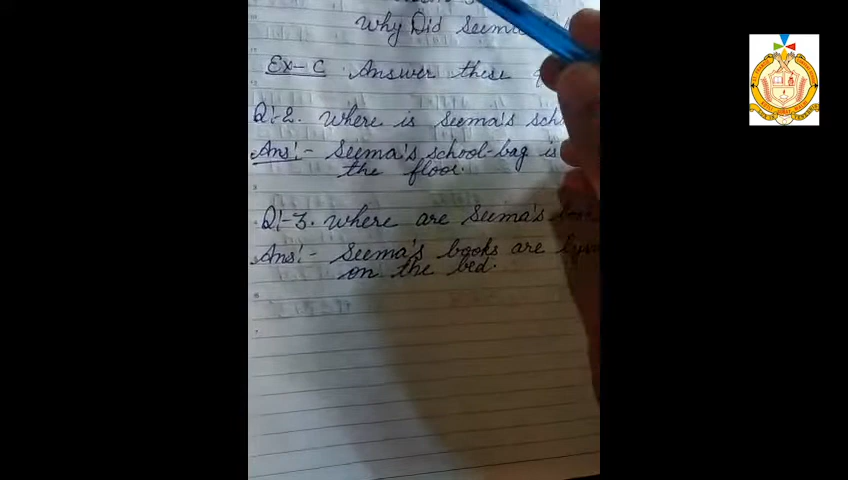 Why Did Seema
Ex-C Answer these
Q:-2. Where is Seema's
Ans:- Seema's school-bag is
the floor.
Q:-3. where are Seema's
Ans:- Seema's books are
on the bed.